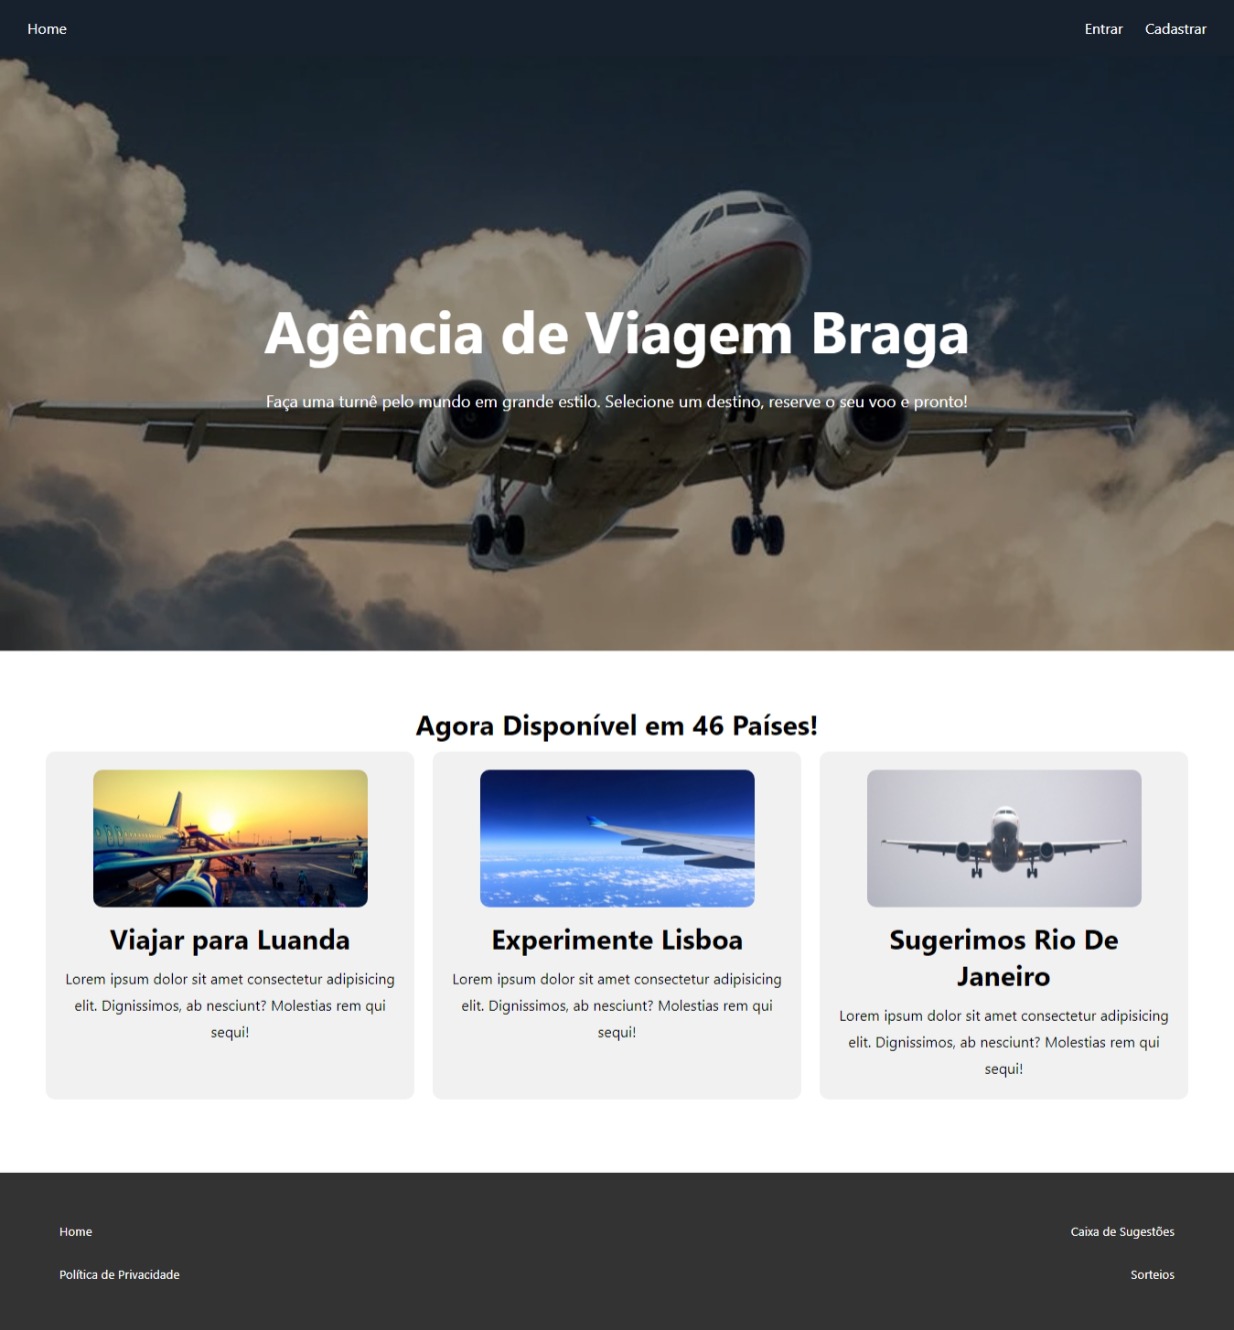 Home
Entrar
Cadastrar
Agência de Viagem Braga
Faça uma turnê pelo mundo em grande estilo. Selecione um destino, reserve o seu voo e pronto!
Agora Disponível em 46 Países!
Viajar para Luanda
Lorem ipsum dolor sit amet consectetur adipisicing
elit. Dignissimos, ab nesciunt? Molestias rem qui
sequi!
Experimente Lisboa
Lorem ipsum dolor sit amet consectetur adipisicing
elit. Dignissimos, ab nesciunt? Molestias rem qui
sequi!
Sugerimos Rio De
Janeiro
Lorem ipsum dolor sit amet consectetur adipisicing
elit. Dignissimos, ab nesciunt? Molestias rem qui
sequi!
Home
Política de Privacidade
Caixa de Sugestões
Sorteios